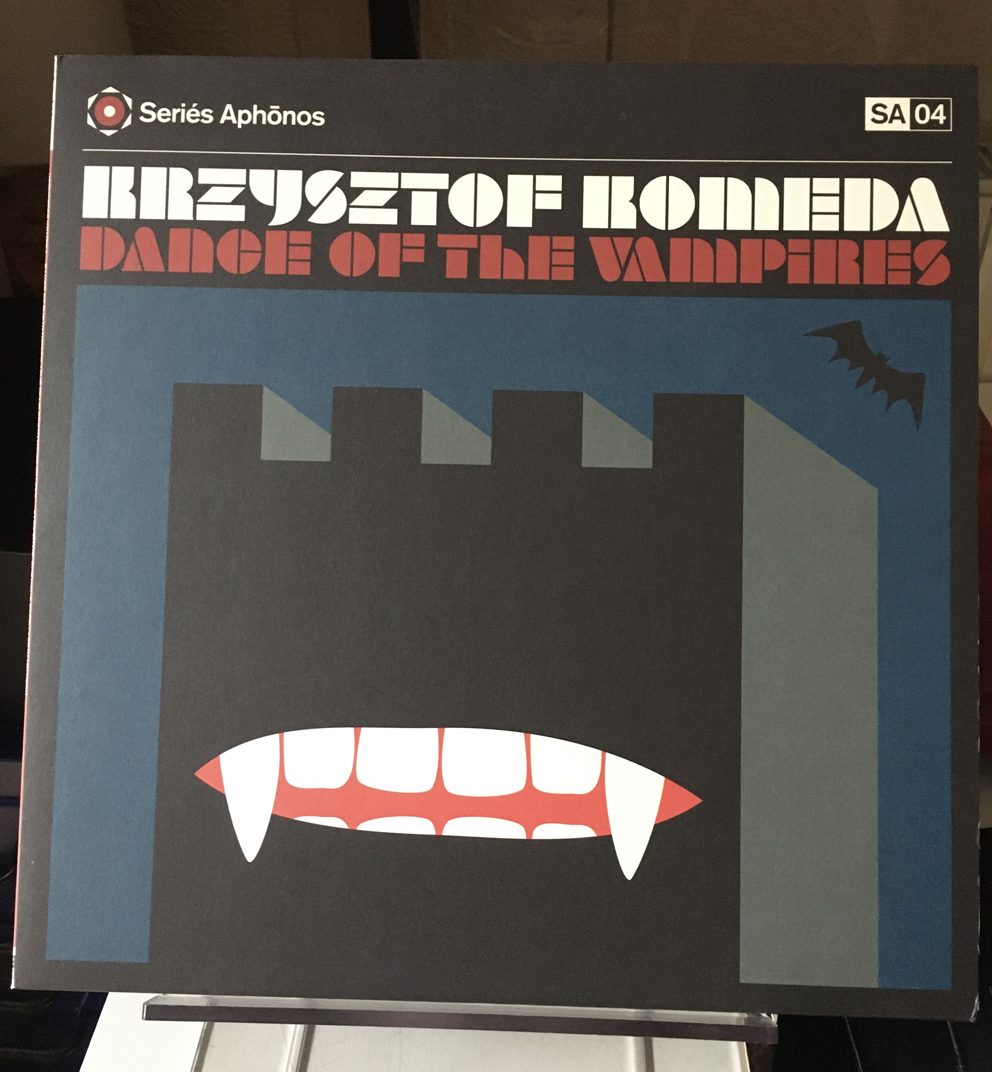 Seriés Aphōnos
SA 04
KRZYSZTOF KOMEDA
DANCE OF ThE VAMPiRES